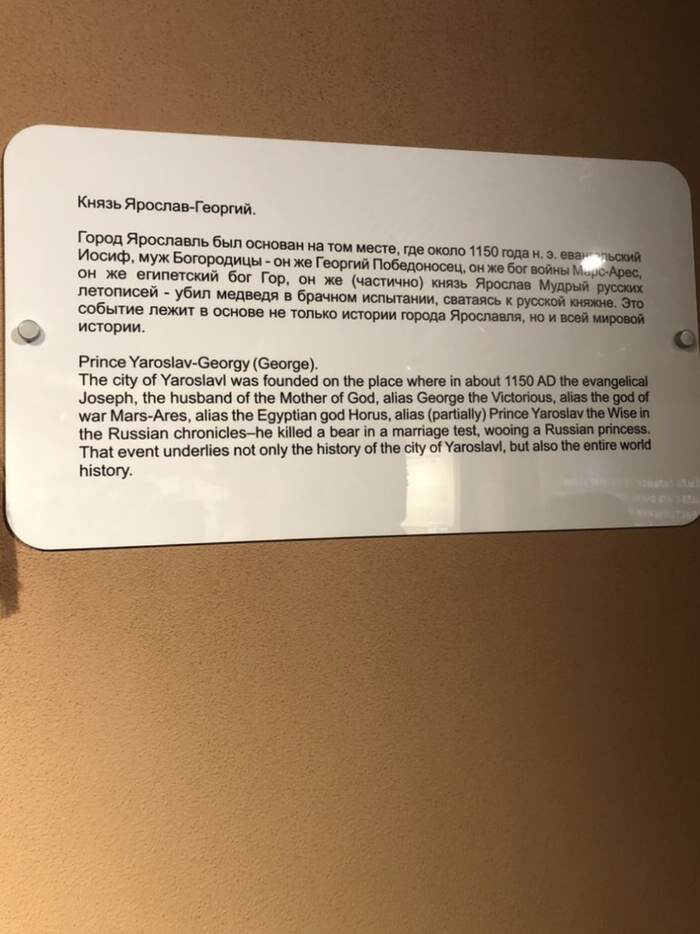 Князь Ярослав-Георгий.
Город Ярославль был основан на том месте, где около 1150 года н. э. евангельский
Иосиф, муж Богородицы - он же Георгий Победоносец, он же бог войны Марс-Арес,
он же египетский бог Гор, он же (частично) князь Ярослав Мудрый русских
летописей - убил медведя в брачном испытании, сватаясь к русской княжне. Это
событие лежит в основе не только истории города Ярославля, но и всей мировой
истории.
Prince Yaroslav-Georgy (George).
The city of Yaroslavl was founded on the place where in about 1150 AD the evangelical
Joseph, the husband of the Mother of God, alias George the Victorious, alias the god of
war Mars-Ares, alias the Egyptian god Horus, alias (partially) Prince Yaroslav the Wise in
the Russian chronicles–he killed a bear in a marriage test, wooing a Russian princess.
That event underlies not only the history of the city of Yaroslavl, but also the entire world
history.